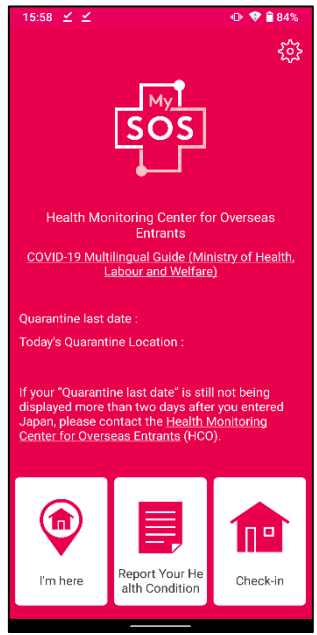 15:58
84%
My
SOS
Health Monitoring Center for Overseas
Entrants
COVID-19 Multilingual Guide (Ministry of Health,
Labour and Welfare)
Quarantine last date :
Today's Quarantine Location :
If your "Quarantine last date" is still not being
displayed more than two days after you entered
Japan, please contact the Health Monitoring
Center for Overseas Entrants (HCO).
I'm here
Report Your He
alth Condition
Check-in